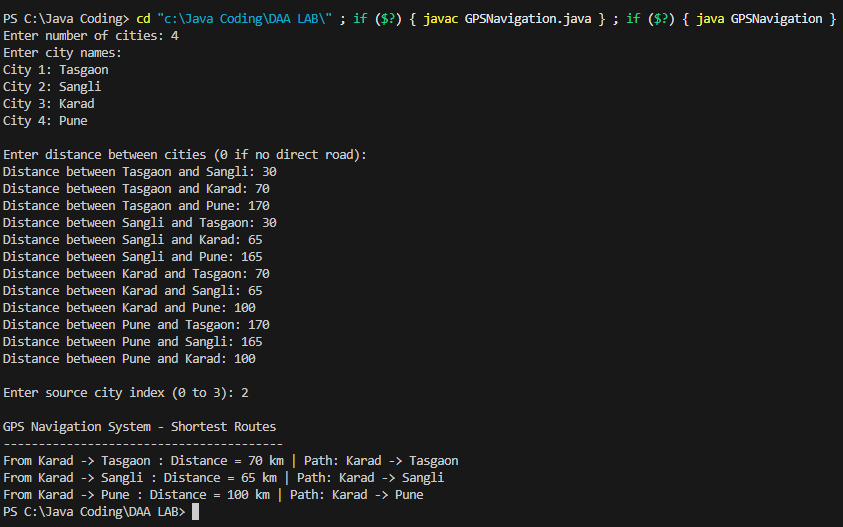 PS C:\Java Coding> cd "c:\Java Coding\DAA LAB\" ; if ($?) { javac GPSNavigation.java } ; if ($?) { java GPSNavigation }
Enter number of cities: 4
Enter city names:
City 1: Tasgaon
City 2: Sangli
City 3: Karad
City 4: Pune

Enter distance between cities (0 if no direct road):
Distance between Tasgaon and Sangli: 30
Distance between Tasgaon and Karad: 70
Distance between Tasgaon and Pune: 170
Distance between Sangli and Tasgaon: 30
Distance between Sangli and Karad: 65
Distance between Sangli and Pune: 165
Distance between Karad and Tasgaon: 70
Distance between Karad and Sangli: 65
Distance between Karad and Pune: 100
Distance between Pune and Tasgaon: 170
Distance between Pune and Sangli: 165
Distance between Pune and Karad: 100

Enter source city index (0 to 3): 2

GPS Navigation System - Shortest Routes
----------------------------------------
From Karad -> Tasgaon : Distance = 70 km | Path: Karad -> Tasgaon
From Karad -> Sangli : Distance = 65 km | Path: Karad -> Sangli
From Karad -> Pune : Distance = 100 km | Path: Karad -> Pune
PS C:\Java Coding\DAA LAB>